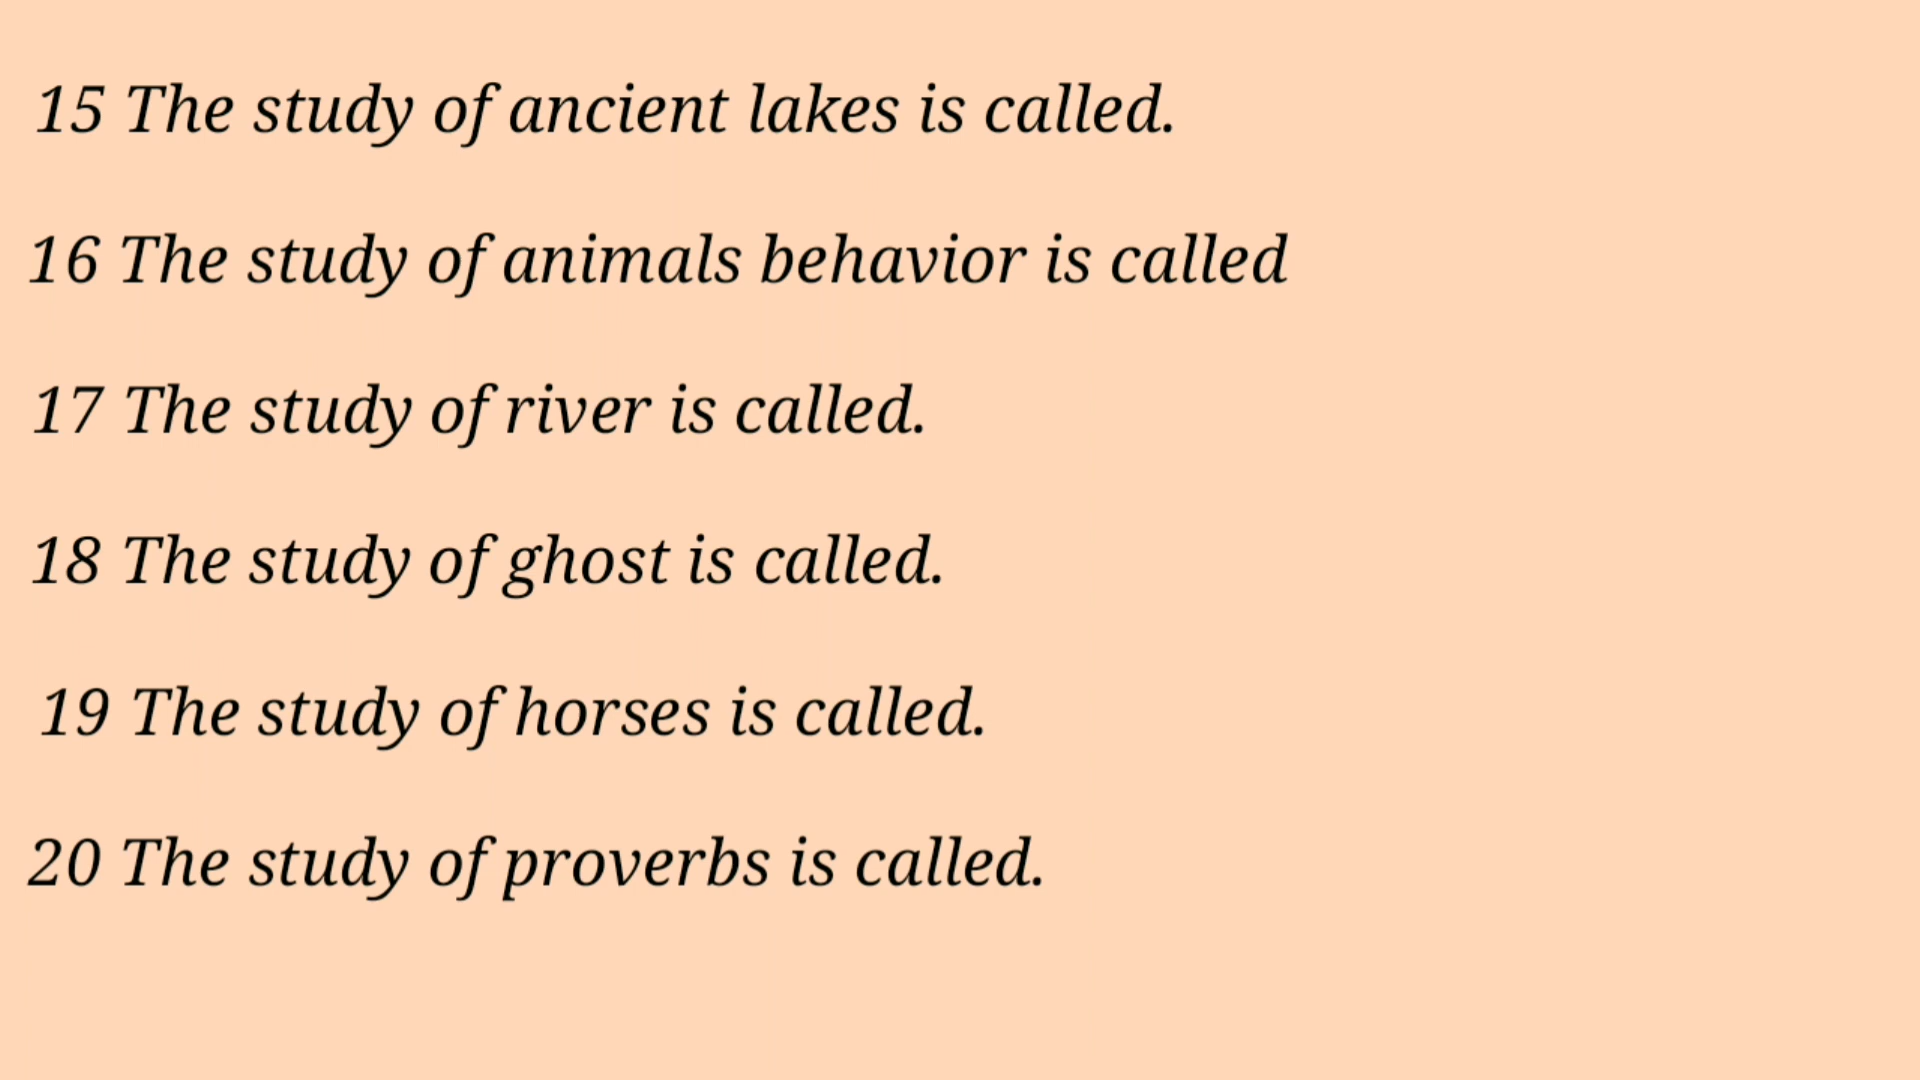 15 The study of ancient lakes is called.
16 The study of animals behavior is called
17 The study of river is called.
18 The study of ghost is called.
19 The study of horses is called.
20 The study of proverbs is called.